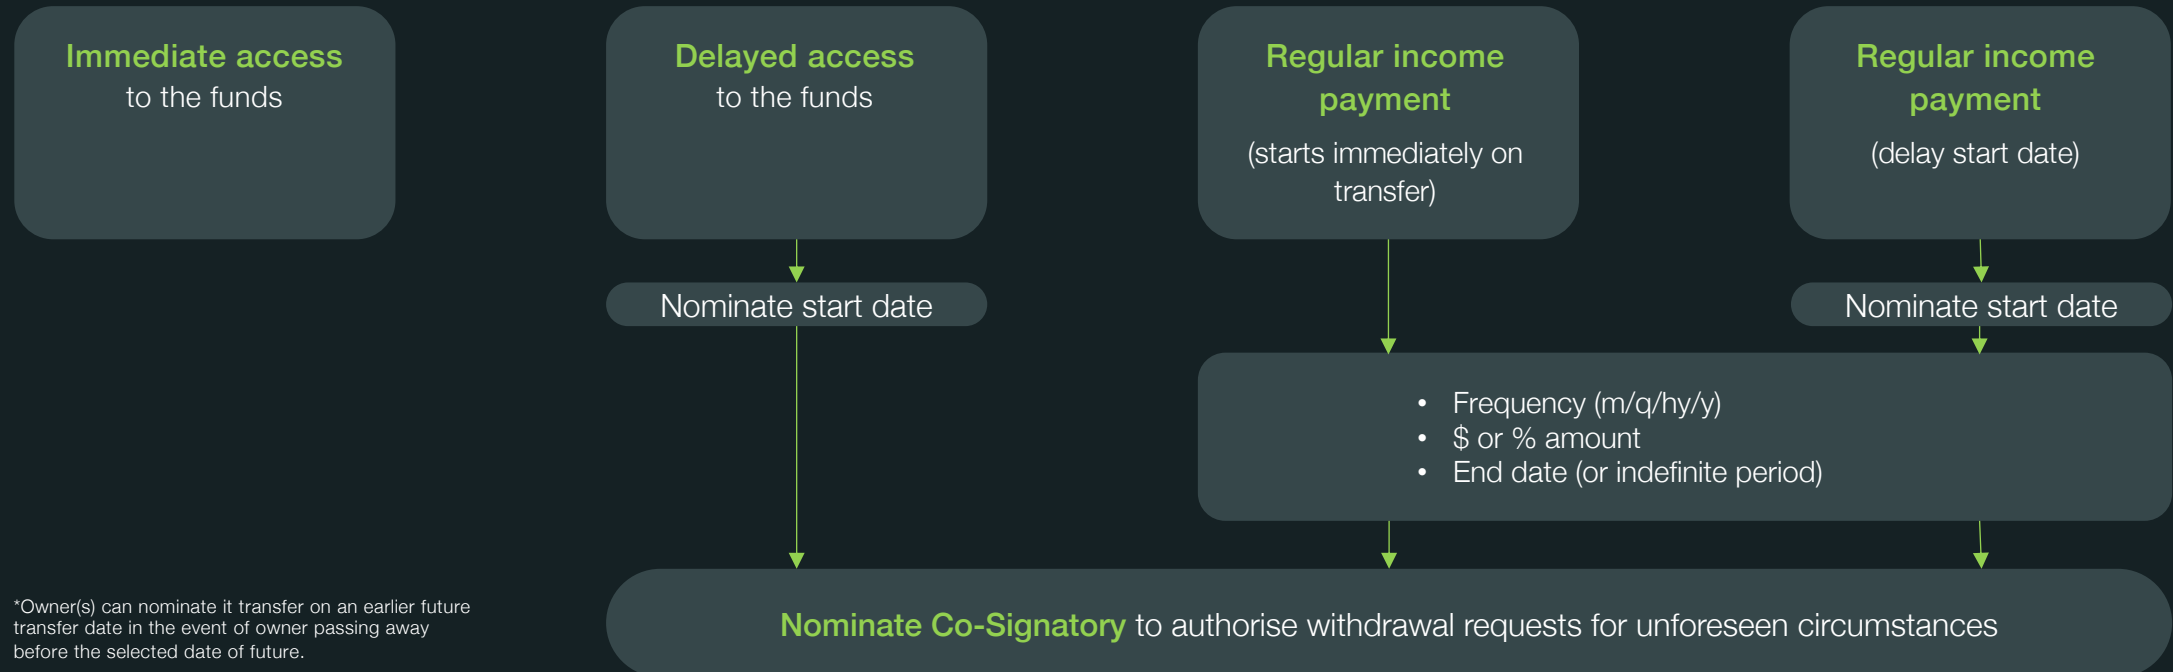 Immediate access
to the funds
Delayed access
to the funds
Regular income
payment
(starts immediately on
transfer)
Regular income
payment
(delay start date)
Nominate start date
Nominate start date
• Frequency (m/q/hy/y)
• $ or % amount
• End date (or indefinite period)
Nominate Co-Signatory to authorise withdrawal requests for unforeseen circumstances
*Owner(s) can nominate it transfer on an earlier future
transfer date in the event of owner passing away
before the selected date of future.